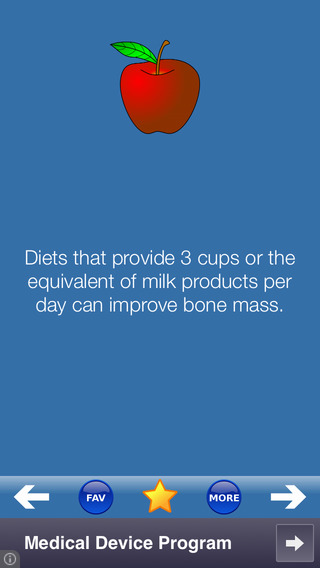 Diets that provide 3 cups or the
equivalent of milk products per
day can improve bone mass.
FAV
MORE
Medical Device Program